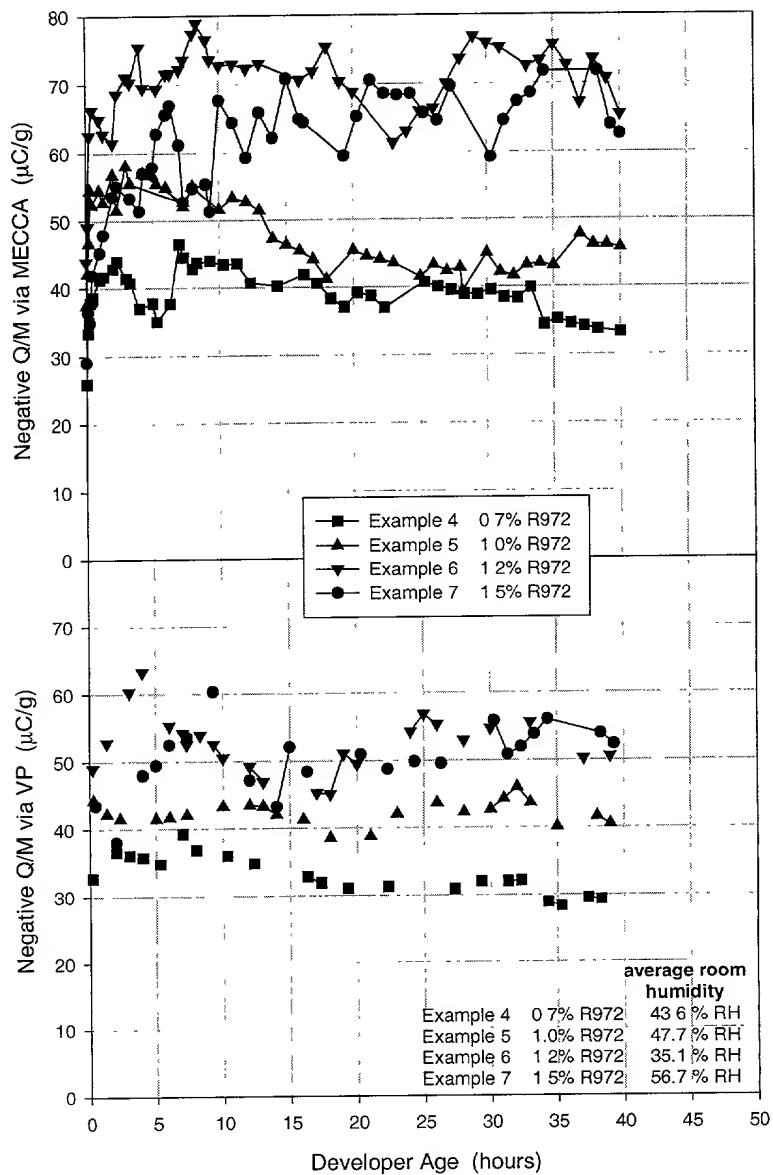 80
70
60
50
40
30
20
10
0
Negative Q/M via MECCA (µC/g)
Example 4 0 7% R972
Example 5 1 0% R972
Example 6 1 2% R972
Example 7 1 5% R972
70
60
50
40
30
20
10
0
Negative Q/M via VP (µC/g)
average room
humidity
Example 4 0 7% R972 43 6 % RH
Example 5 1.0% R972 47.7 % RH
Example 6 1 2% R972 35.1 % RH
Example 7 1 5% R972 56.7 % RH
0 5 10 15 20 25 30 35 40 45 50
Developer Age (hours)